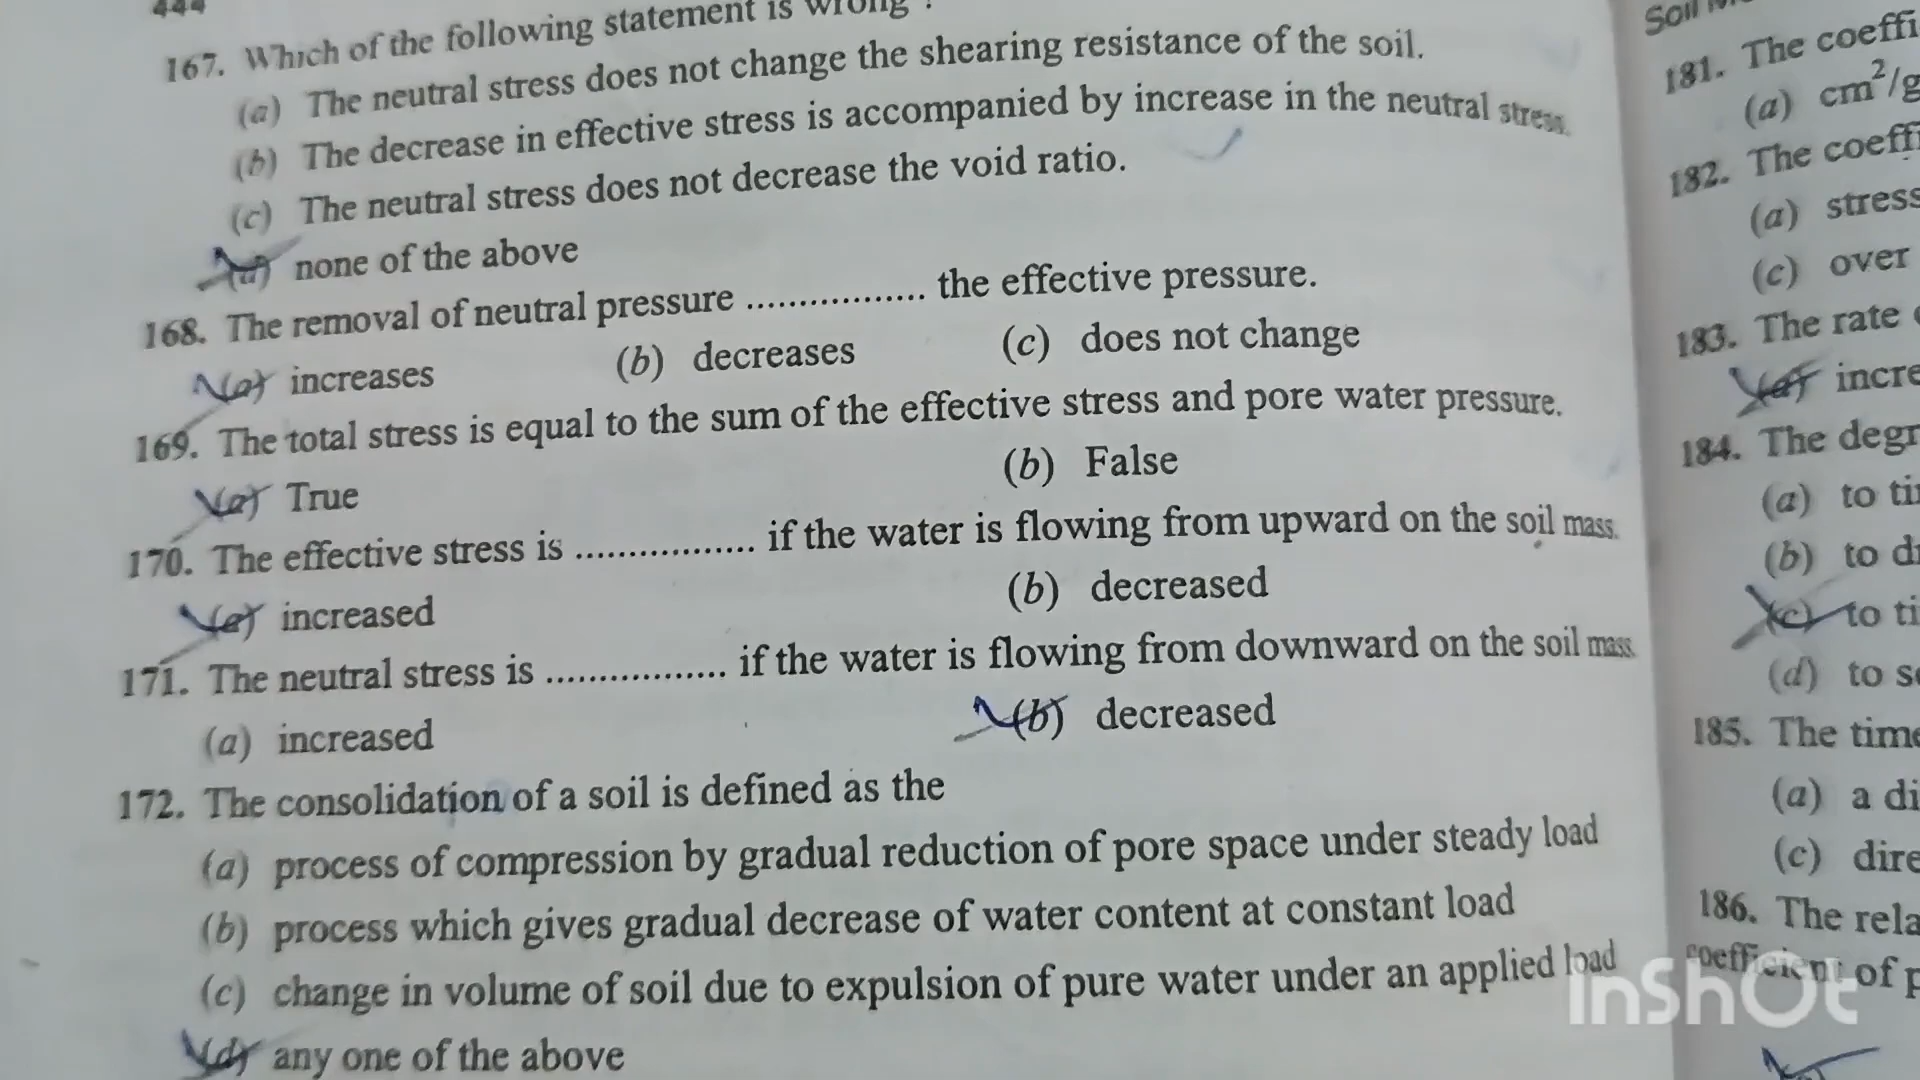 444
167. Which of the following statement is wrong ?
(a) The neutral stress does not change the shearing resistance of the soil.
(b) The decrease in effective stress is accompanied by increase in the neutral stress.
(c) The neutral stress does not decrease the void ratio.
(d) none of the above
168. The removal of neutral pressure ................. the effective pressure.
(a) increases (b) decreases (c) does not change
169. The total stress is equal to the sum of the effective stress and pore water pressure.
(a) True (b) False
170. The effective stress is ................. if the water is flowing from upward on the soil mass.
(a) increased (b) decreased
171. The neutral stress is ................. if the water is flowing from downward on the soil mass.
(a) increased (b) decreased
172. The consolidation of a soil is defined as the
(a) process of compression by gradual reduction of pore space under steady load
(b) process which gives gradual decrease of water content at constant load
(c) change in volume of soil due to expulsion of pure water under an applied load
(d) any one of the above
Soil
181. The coeffi
(a) cm²/g
182. The coeffi
(a) stress
(c) over
183. The rate
(a) incre
184. The degr
(a) to ti
(b) to d
(c) to ti
(d) to s
185. The time
(a) a di
(c) dire
186. The rela
coefficient of p
InShOt